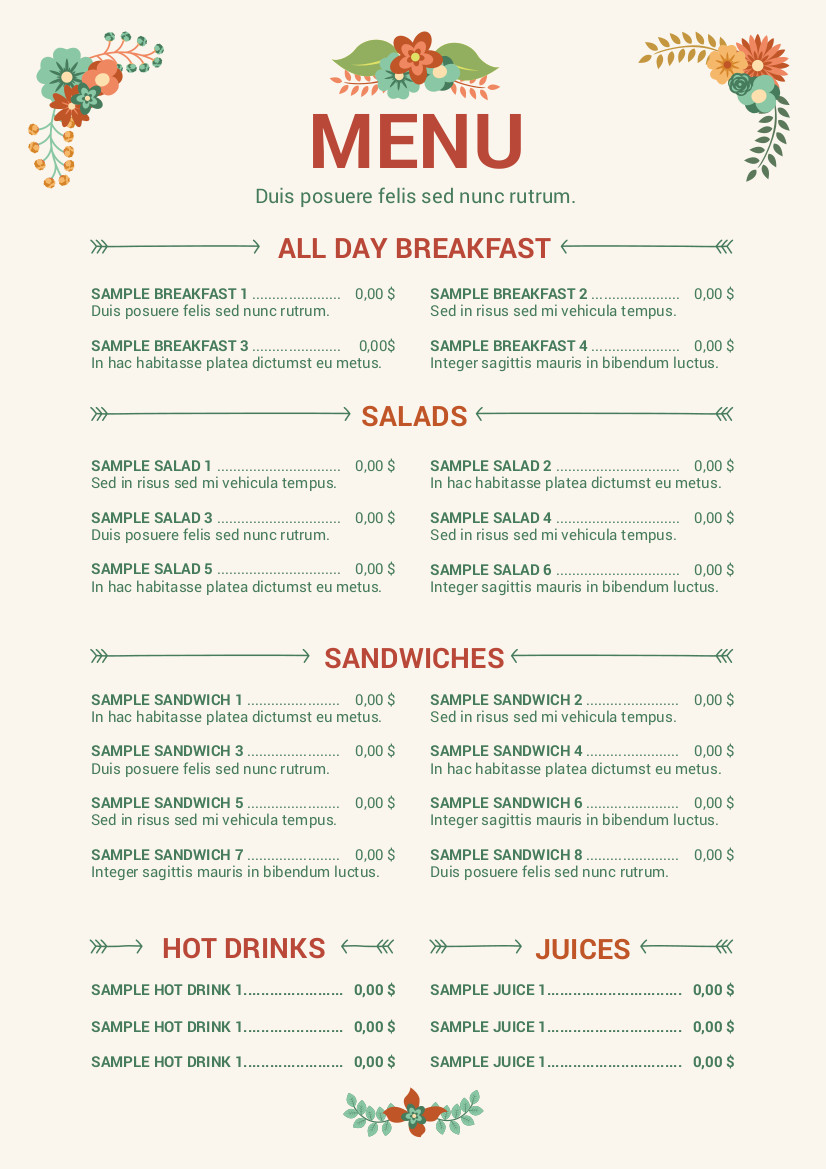 MENU
Duis posuere felis sed nunc rutrum.
ALL DAY BREAKFAST
SAMPLE BREAKFAST 1 ...................... 0,00 $
Duis posuere felis sed nunc rutrum.
SAMPLE BREAKFAST 2 ...................... 0,00 $
Sed in risus sed mi vehicula tempus.
SAMPLE BREAKFAST 3 ...................... 0,00$
In hac habitasse platea dictumst eu metus.
SAMPLE BREAKFAST 4 ...................... 0,00 $
Integer sagittis mauris in bibendum luctus.
SALADS
SAMPLE SALAD 1 ............................... 0,00 $
Sed in risus sed mi vehicula tempus.
SAMPLE SALAD 2 ............................... 0,00 $
In hac habitasse platea dictumst eu metus.
SAMPLE SALAD 3 ............................... 0,00 $
Duis posuere felis sed nunc rutrum.
SAMPLE SALAD 4 ............................... 0,00 $
Sed in risus sed mi vehicula tempus.
SAMPLE SALAD 5 ............................... 0,00 $
In hac habitasse platea dictumst eu metus.
SAMPLE SALAD 6 ............................... 0,00 $
Integer sagittis mauris in bibendum luctus.
SANDWICHES
SAMPLE SANDWICH 1 ....................... 0,00 $
In hac habitasse platea dictumst eu metus.
SAMPLE SANDWICH 2 ....................... 0,00 $
Sed in risus sed mi vehicula tempus.
SAMPLE SANDWICH 3 ....................... 0,00 $
Duis posuere felis sed nunc rutrum.
SAMPLE SANDWICH 4 ....................... 0,00 $
In hac habitasse platea dictumst eu metus.
SAMPLE SANDWICH 5 ....................... 0,00 $
Sed in risus sed mi vehicula tempus.
SAMPLE SANDWICH 6 ....................... 0,00 $
Integer sagittis mauris in bibendum luctus.
SAMPLE SANDWICH 7 ....................... 0,00 $
Integer sagittis mauris in bibendum luctus.
SAMPLE SANDWICH 8 ....................... 0,00 $
Duis posuere felis sed nunc rutrum.
HOT DRINKS
SAMPLE HOT DRINK 1....................... 0,00 $
SAMPLE HOT DRINK 1....................... 0,00 $
SAMPLE HOT DRINK 1....................... 0,00 $
JUICES
SAMPLE JUICE 1............................... 0,00 $
SAMPLE JUICE 1............................... 0,00 $
SAMPLE JUICE 1............................... 0,00 $